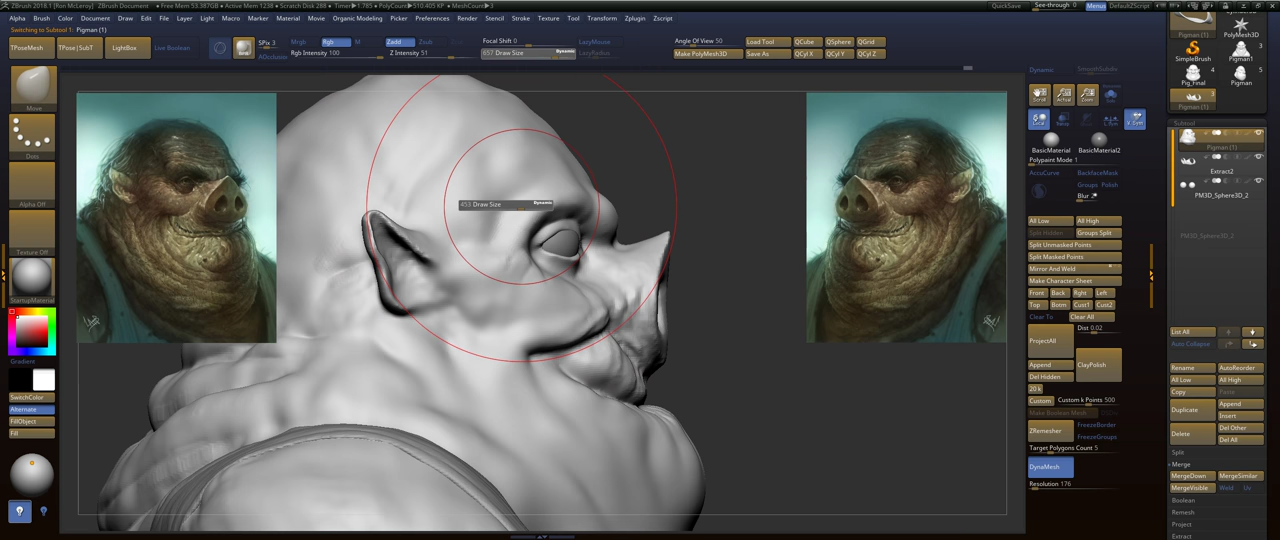 ZBrush 2018.1 [Ron McLeroy] ZBrush Document • Free Mem 53.387GB • Active Mem 1238 • Scratch Disk 288 • Timer▶1.785 • PolyCount▶510.405 KP • MeshCount▶3
QuickSave See-through 0 Menus DefaultZScript
Alpha Brush Color Document Draw Edit File Layer Light Macro Marker Material Movie Organic Modeling Picker Preferences Render Stencil Stroke Texture Tool Transform Zplugin Zscript
Switching to Subtool 1: Pigman (1)
TPoseMesh TPose|SubT LightBox Live Boolean
SPix 3
AOcclusion
Mrgb Rgb
Rgb Intensity 100
Zadd Zsub
Z Intensity 51
Focal Shift 0
657 Draw Size Dynamic
LazyMouse
LazyRadius
Angle Of View 50
Make PolyMesh3D
Load Tool QCube QSphere QGrid
Save As QCyl X QCyl Y QCyl Z
Move
Dots
Alpha Off
Texture Off
StartupMaterial
Gradient
SwitchColor
Alternate
FillObject
Fill
453 Draw Size Dynamic
Dynamic SmoothSubdiv
Scroll Actual Zoom
Local
BasicMaterial BasicMaterial2
Polypaint Mode 1
AccuCurve BackfaceMask
Groups Polish
Blur 2
All Low All High
Split Hidden Groups Split
Split Unmasked Points
Split Masked Points
Mirror And Weld
Make Character Sheet
Front Back Rght Left
Top Botm Cust1 Cust2
Clear To Clear All
ProjectAll
Dist 0.02
Append
Del Hidden
ClayPolish
20 k
Custom Custom k Points 500
Make Boolean Mesh
ZRemesher
FreezeBorder
FreezeGroups
Target Polygons Count 5
DynaMesh
Resolution 176
PolyMesh3D
SimpleBrush
3
Pigman1
4
Pig_Final
5
Pigman
3
Pigman (1)
Subtool
Pigman (1)
Extract2
PM3D_Sphere3D_2
PM3D_Sphere3D_2
List All
Auto Collapse
Rename AutoReorder
All Low All High
Copy Paste
Duplicate
Append
Insert
Delete
Del Other
Del All
Split
Merge
MergeDown MergeSimilar
MergeVisible Weld Uv
Boolean
Remesh
Project
Extract